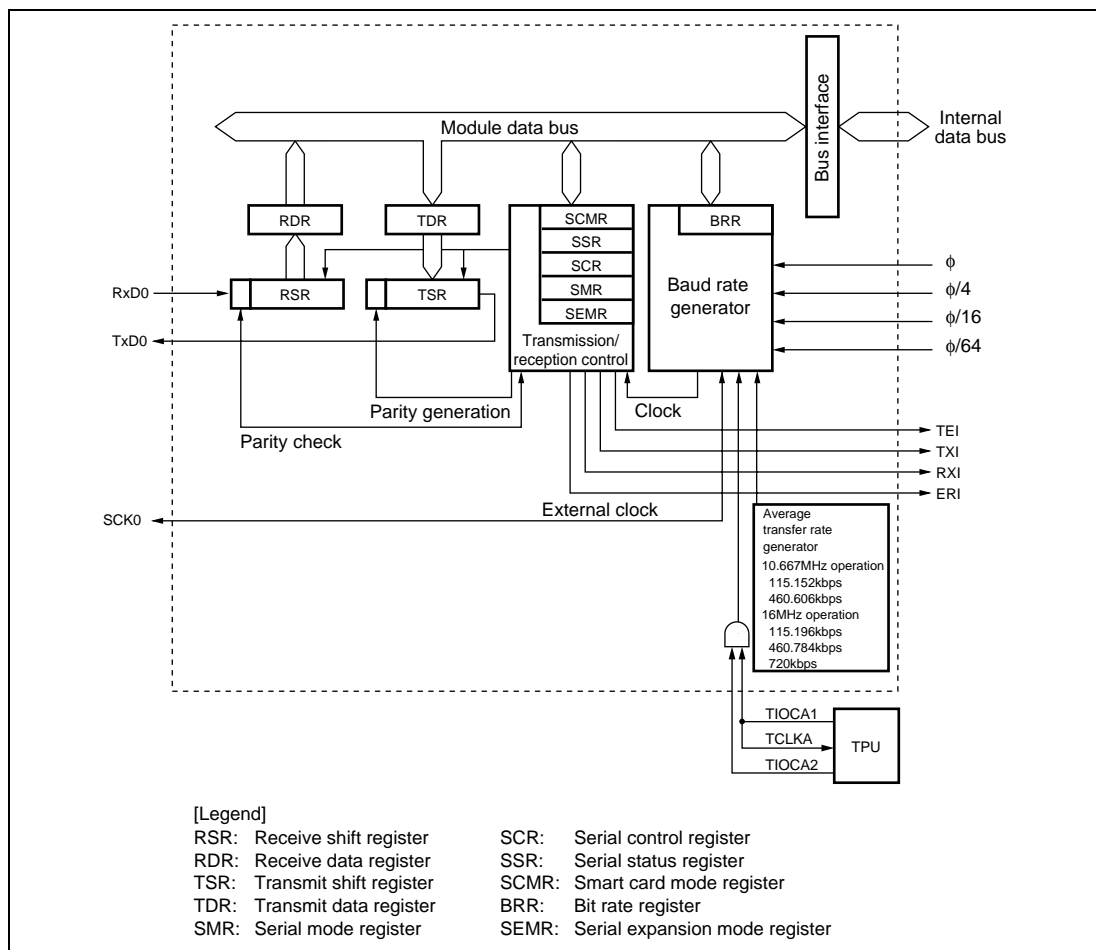 Module data bus
Bus interface
Internal
data bus
RDR
TDR
SCMR
SSR
SCR
SMR
SEMR
Transmission/
reception control
BRR
Baud rate
generator
RxD0
RSR
TSR
TxD0
φ
φ/4
φ/16
φ/64
Parity generation
Parity check
Clock
TEI
TXI
RXI
ERI
SCK0
External clock
Average
transfer rate
generator
10.667MHz operation
115.152kbps
460.606kbps
16MHz operation
115.196kbps
460.784kbps
720kbps
TIOCA1
TCLKA
TIOCA2
TPU
[Legend]
RSR: Receive shift register
RDR: Receive data register
TSR: Transmit shift register
TDR: Transmit data register
SMR: Serial mode register
SCR: Serial control register
SSR: Serial status register
SCMR: Smart card mode register
BRR: Bit rate register
SEMR: Serial expansion mode register